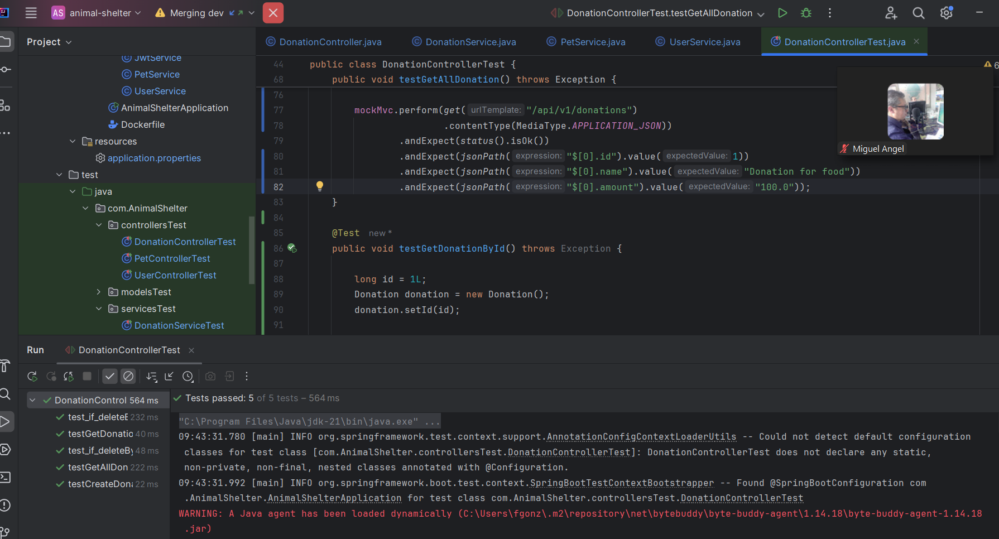 AS animal-shelter Merging dev DonationControllerTest.testGetAllDonation
Project
JwtService
PetService
UserService
AnimalShelterApplication
Dockerfile
resources
application.properties
test
java
com.AnimalShelter
controllersTest
DonationControllerTest
PetControllerTest
UserControllerTest
modelsTest
servicesTest
DonationServiceTest
DonationController.java DonationService.java PetService.java UserService.java DonationControllerTest.java
44 public class DonationControllerTest { 6
68 public void testGetAllDonation() throws Exception {
76
77 mockMvc.perform(get( urlTemplate: "/api/v1/donations")
78 .contentType(MediaType.APPLICATION_JSON))
79 .andExpect(status().isOk())
80 .andExpect(jsonPath( expression: "$[0].id").value( expectedValue: 1))
81 .andExpect(jsonPath( expression: "$[0].name").value( expectedValue: "Donation for food"))
82 .andExpect(jsonPath( expression: "$[0].amount").value( expectedValue: "100.0"));
83 }
84
85 @Test new *
86 public void testGetDonationById() throws Exception {
87
88 long id = 1L;
89 Donation donation = new Donation();
90 donation.setId(id);
91
Miguel Angel
Run DonationControllerTest
DonationControl 564 ms
test_if_deleteE 232 ms
testGetDonatio 40 ms
test_if_deleteBy 48 ms
testGetAllDon 222 ms
testCreateDona 22 ms
Tests passed: 5 of 5 tests – 564 ms
"C:\Program Files\Java\jdk-21\bin\java.exe" ...
09:43:31.780 [main] INFO org.springframework.test.context.support.AnnotationConfigContextLoaderUtils -- Could not detect default configuration
classes for test class [com.AnimalShelter.controllersTest.DonationControllerTest]: DonationControllerTest does not declare any static,
non-private, non-final, nested classes annotated with @Configuration.
09:43:31.992 [main] INFO org.springframework.boot.test.context.SpringBootTestContextBootstrapper -- Found @SpringBootConfiguration com
.AnimalShelter.AnimalShelterApplication for test class com.AnimalShelter.controllersTest.DonationControllerTest
WARNING: A Java agent has been loaded dynamically (C:\Users\fgonz\.m2\repository\net\bytebuddy\byte-buddy-agent\1.14.18\byte-buddy-agent-1.14.18
.jar)